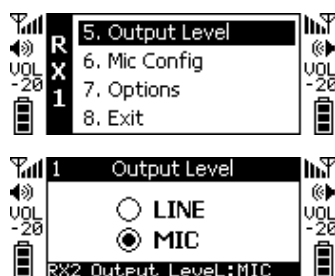 RX1
5. Output Level
6. Mic Config
7. Options
8. Exit
VOL
-20
VOL
-20
1 Output Level
LINE
MIC
VOL
-20
VOL
-20
RX2 Output Level:MIC